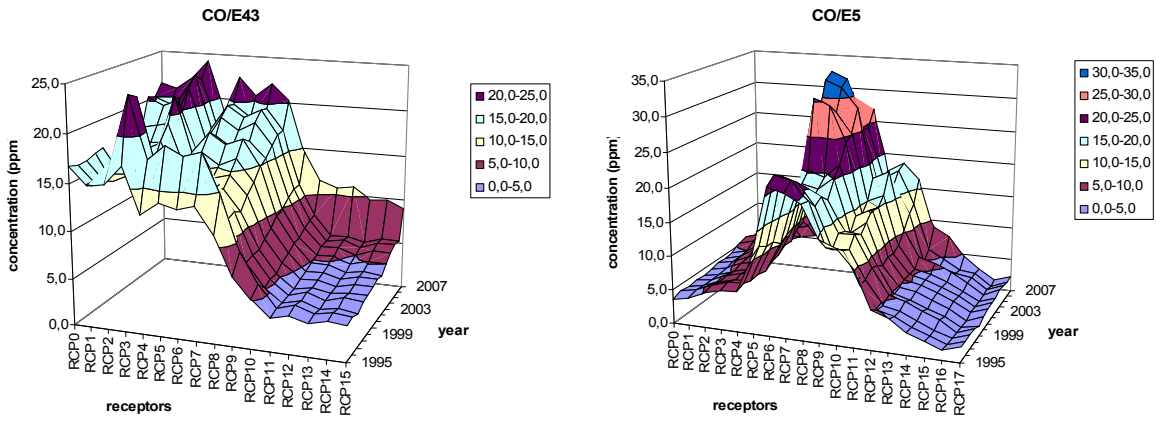 CO/E43
25,0
20,0
15,0
10,0
5,0
0,0
concentration (ppm
RCP0
RCP1
RCP2
RCP3
RCP4
RCP5
RCP6
RCP7
RCP8
RCP9
RCP10
RCP11
RCP12
RCP13
RCP14
RCP15
receptors
1995
1999
2003
2007
year
20,0-25,0
15,0-20,0
10,0-15,0
5,0-10,0
0,0-5,0
CO/E5
35,0
30,0
25,0
20,0
15,0
10,0
5,0
0,0
concentration (ppm)
RCP0
RCP1
RCP2
RCP3
RCP4
RCP5
RCP6
RCP7
RCP8
RCP9
RCP10
RCP11
RCP12
RCP13
RCP14
RCP15
RCP16
RCP17
receptors
1995
1999
2003
2007
year
30,0-35,0
25,0-30,0
20,0-25,0
15,0-20,0
10,0-15,0
5,0-10,0
0,0-5,0